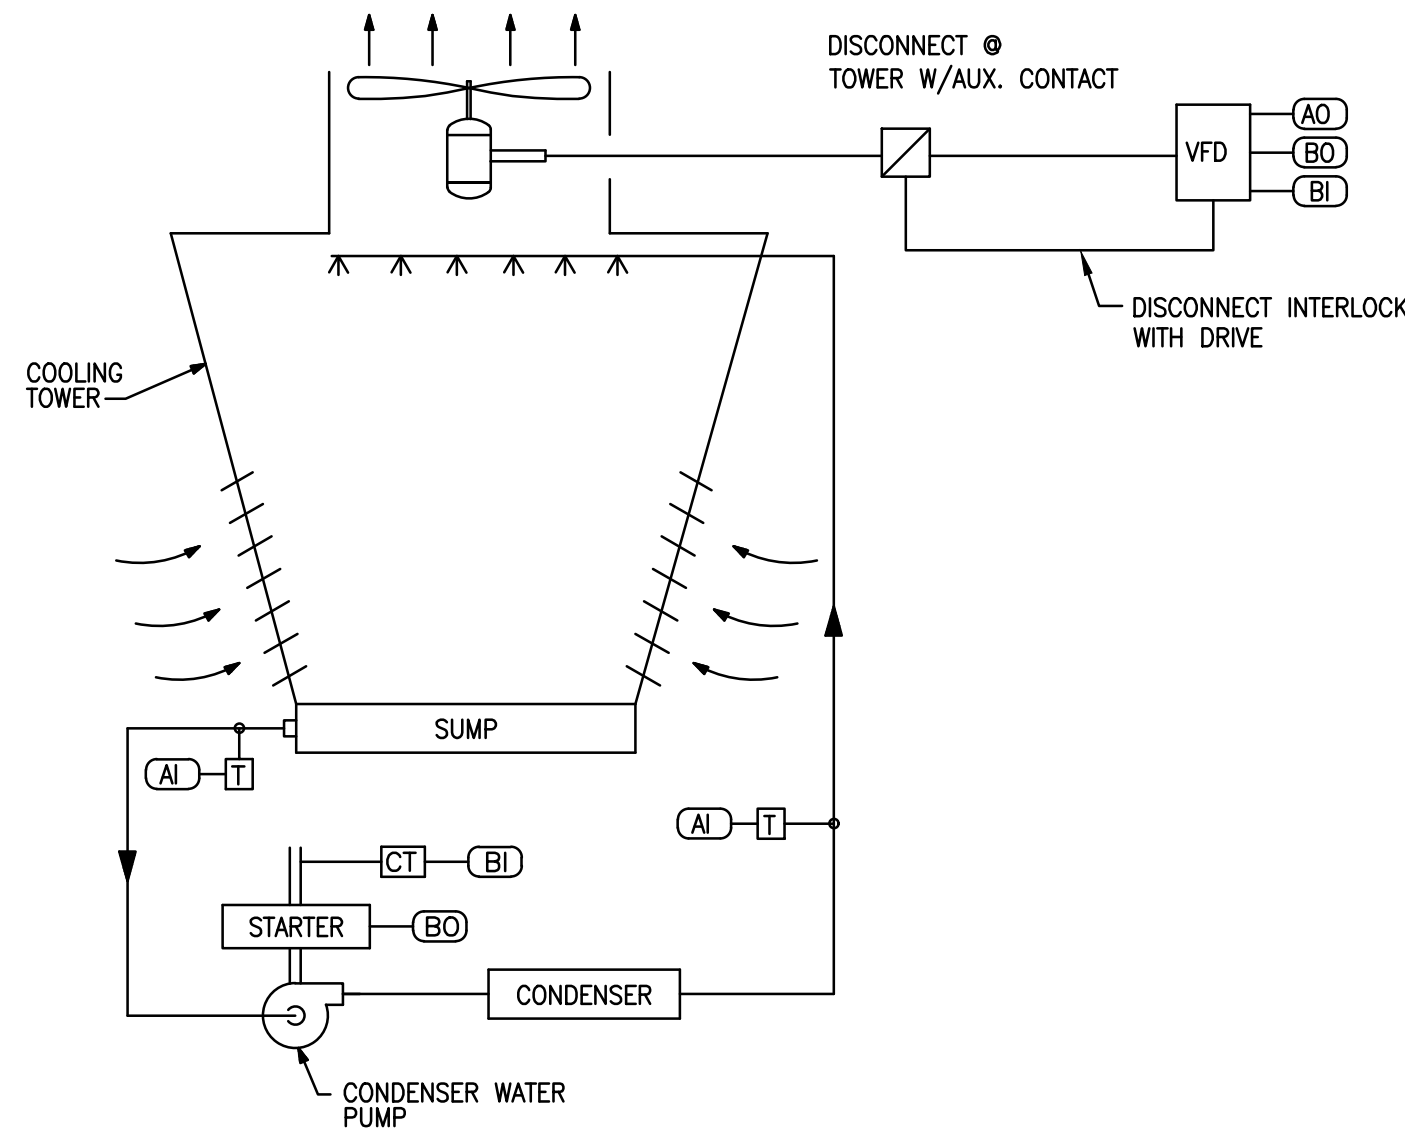 DISCONNECT @
TOWER W/AUX. CONTACT
AO
VFD
BO
BI
DISCONNECT INTERLOCK
WITH DRIVE
COOLING
TOWER
SUMP
AI
T
AI
T
CT
BI
STARTER
BO
CONDENSER
CONDENSER WATER
PUMP